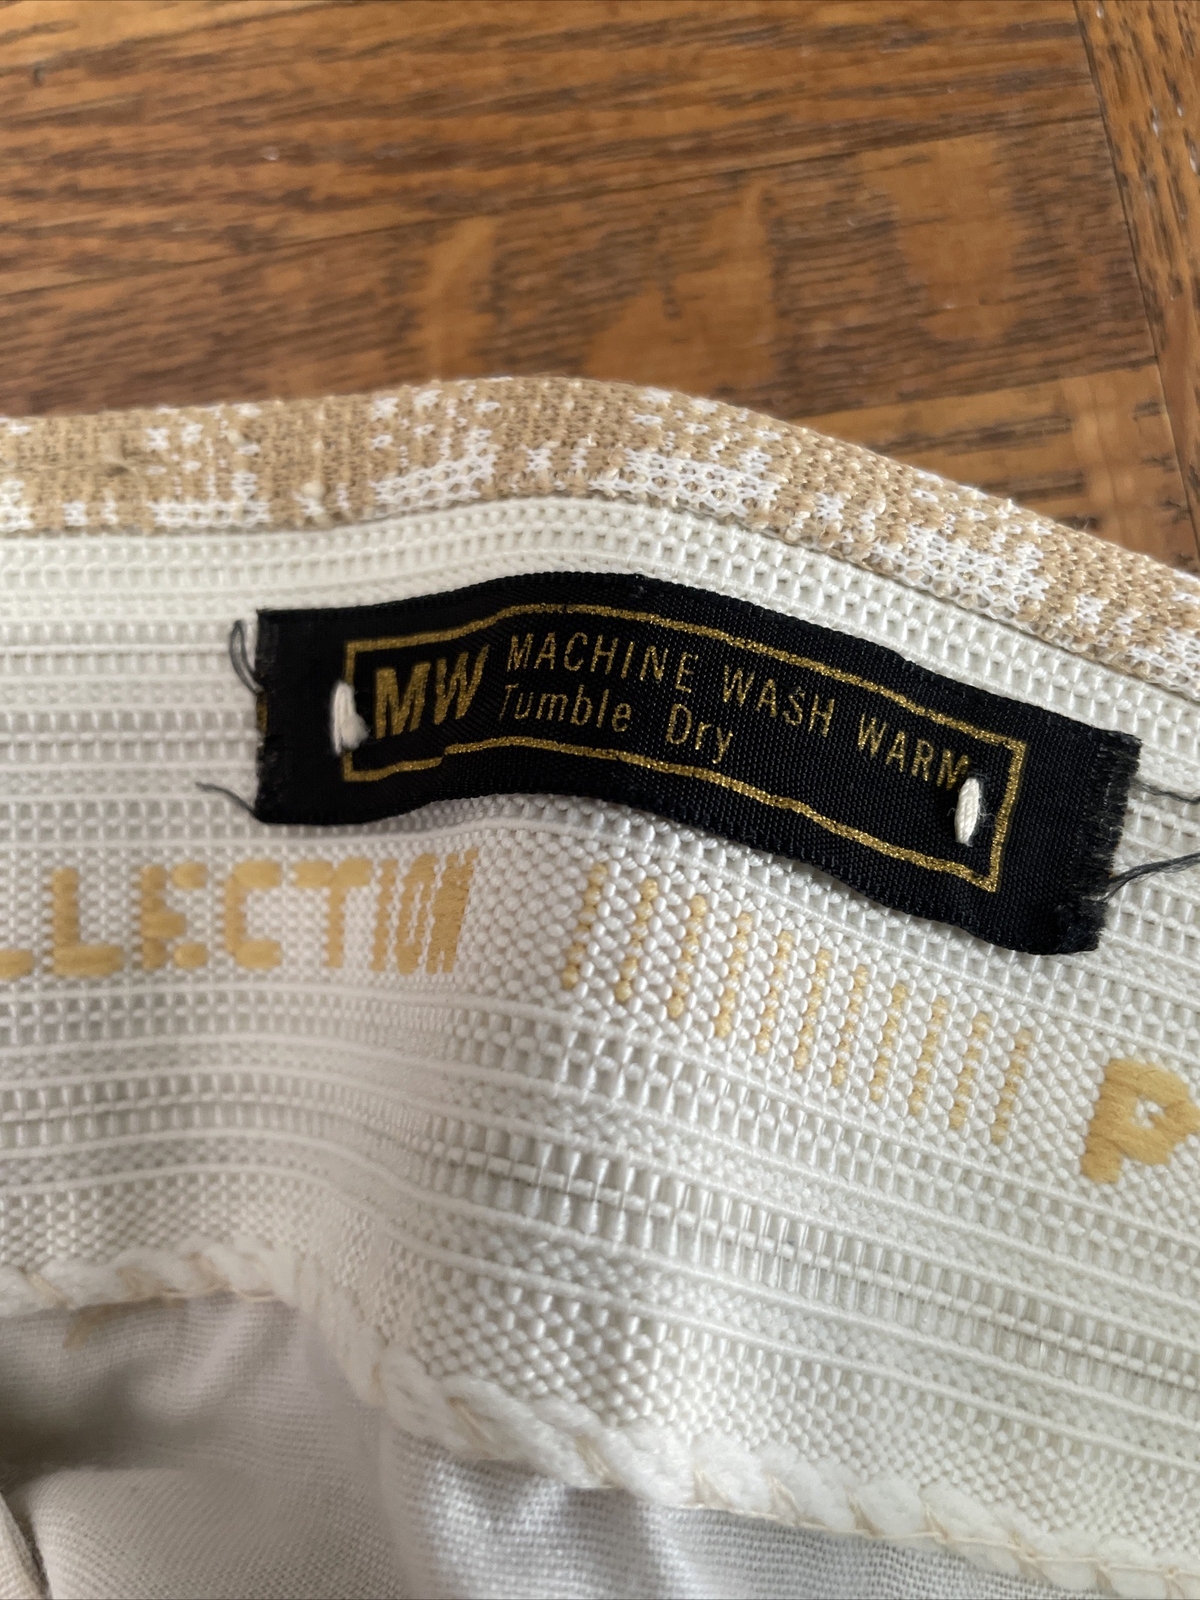 MW MACHINE WASH WARM
Tumble Dry
LLECTION
P